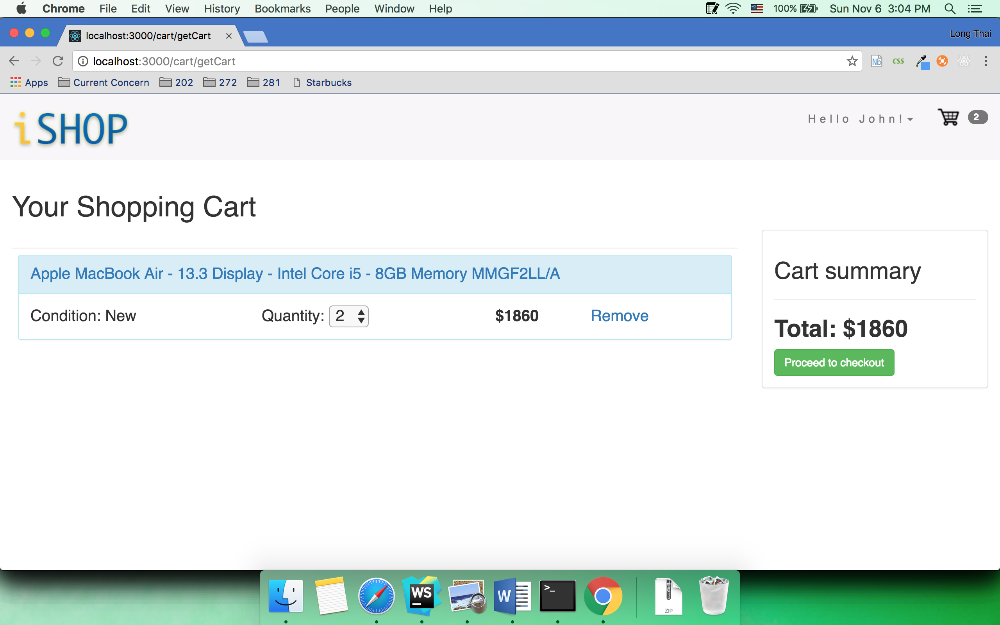 Chrome File Edit View History Bookmarks People Window Help 100% Sun Nov 6 3:04 PM
localhost:3000/cart/getCart Long Thai
localhost:3000/cart/getCart Nb css
Apps Current Concern 202 272 281 Starbucks
i SHOP Hello John! 2
Your Shopping Cart
Apple MacBook Air - 13.3 Display - Intel Core i5 - 8GB Memory MMGF2LL/A
Condition: New Quantity: 2 $1860 Remove
Cart summary
Total: $1860
Proceed to checkout
WS W >_ ZIP